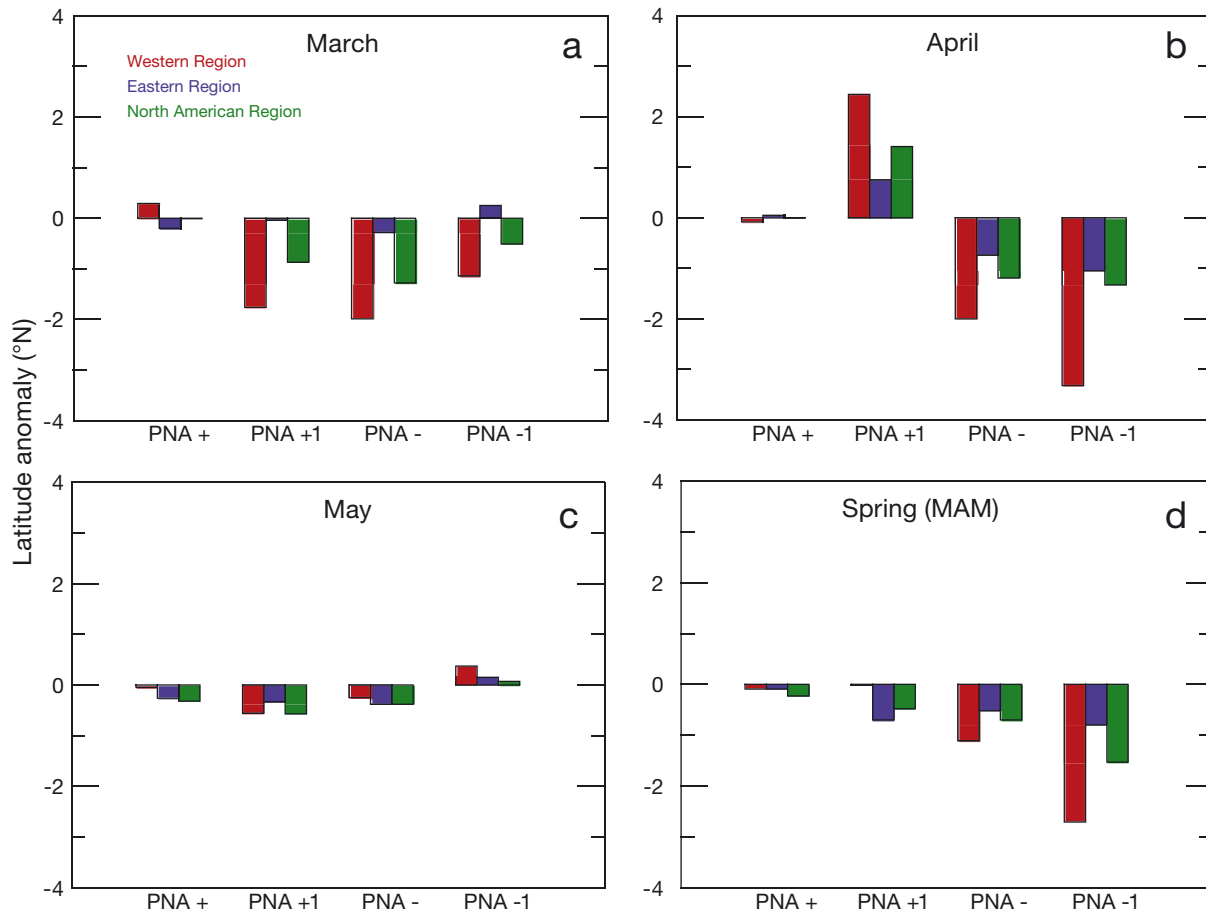 Latitude anomaly (°N)
March
a
Western Region
Eastern Region
North American Region
4
2
0
-2
-4
PNA + PNA +1 PNA - PNA -1
April
b
4
2
0
-2
-4
PNA + PNA +1 PNA - PNA -1
May
c
4
2
0
-2
-4
PNA + PNA +1 PNA - PNA -1
Spring (MAM)
d
4
2
0
-2
-4
PNA + PNA +1 PNA - PNA -1